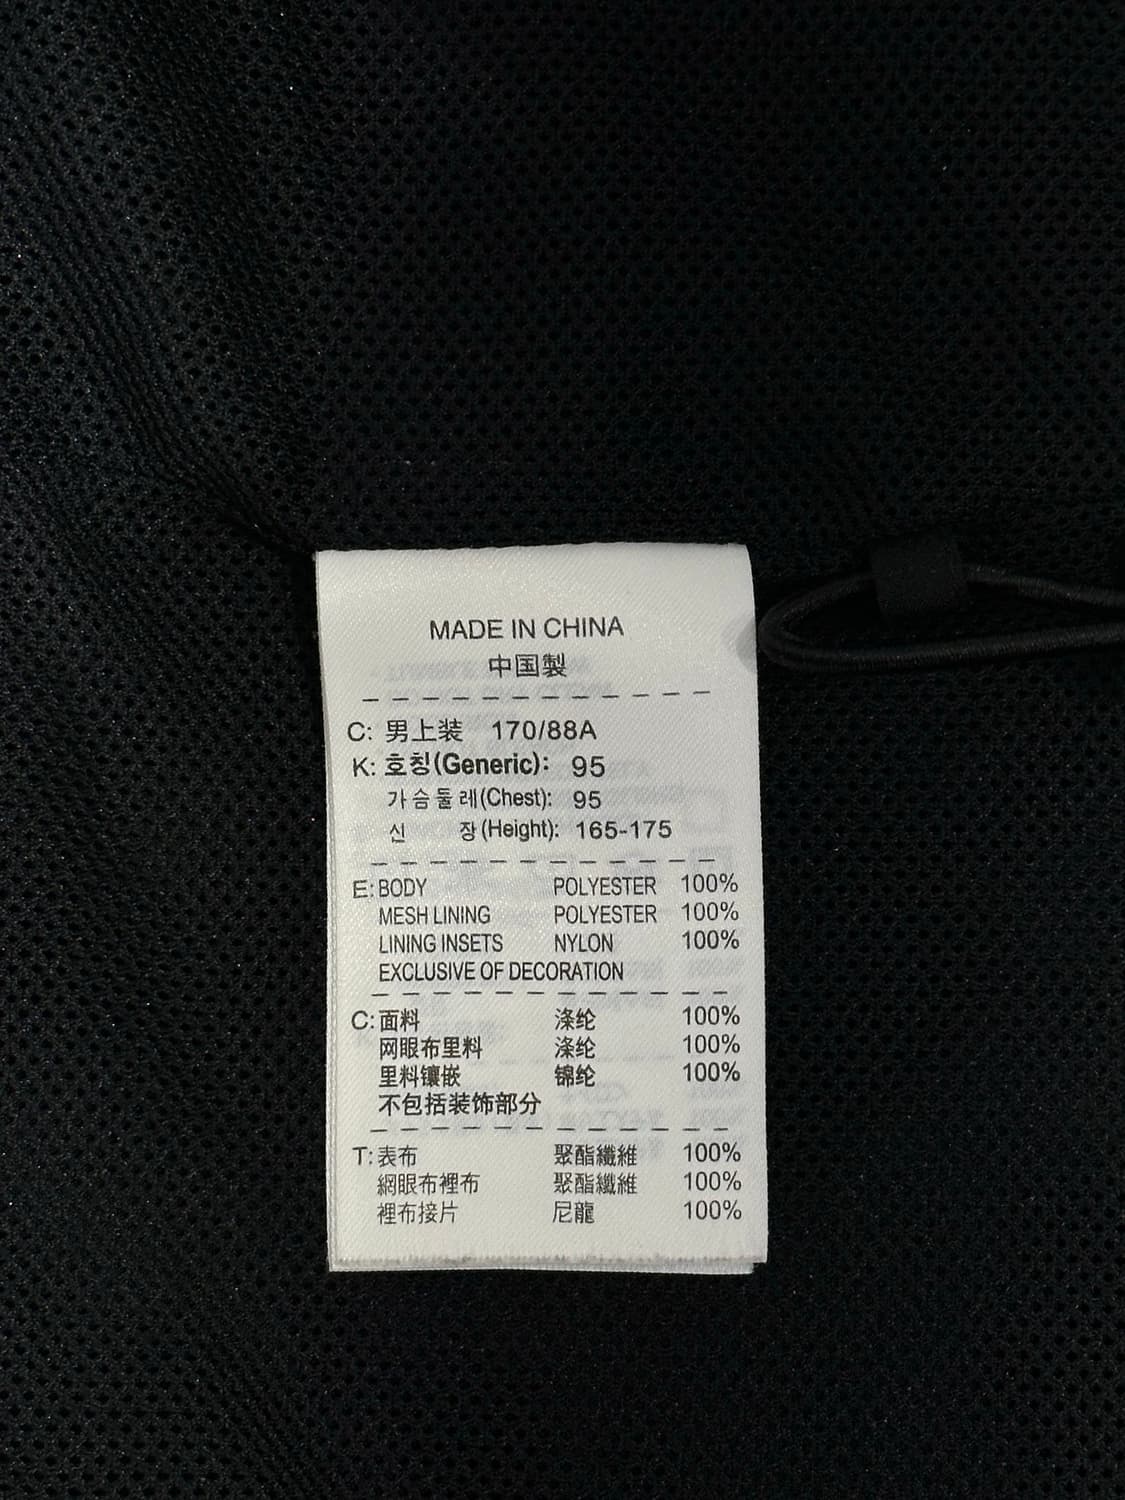 MADE IN CHINA
中国製
C: 男上装 170/88A
K: 호칭(Generic): 95
가슴둘레(Chest): 95
신 장(Height): 165-175
E: BODY POLYESTER 100%
MESH LINING POLYESTER 100%
LINING INSETS NYLON 100%
EXCLUSIVE OF DECORATION
C: 面料 涤纶 100%
网眼布里料 涤纶 100%
里料镶嵌 锦纶 100%
不包括装饰部分
T: 表布 聚酯纖維 100%
網眼布裡布 聚酯纖維 100%
裡布接片 尼龍 100%